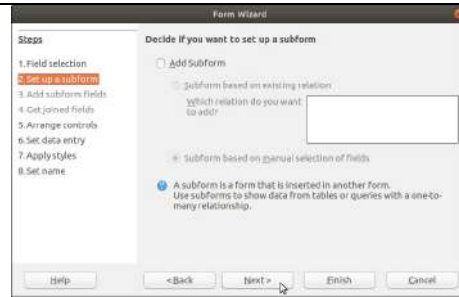 Form Wizard
Steps
1. Field selection
2. Set up a subform
3. Add subform fields
4. Get joined fields
5. Arrange controls
6. Set data entry
7. Apply styles
8. Set name
Decide if you want to set up a subform
Add Subform
Subform based on existing relation
Which relation do you want
to add?
Subform based on manual selection of fields
A subform is a form that is inserted in another form.
Use subforms to show data from tables or queries with a one-to-
many relationship.
Help
< Back
Next >
Finish
Cancel